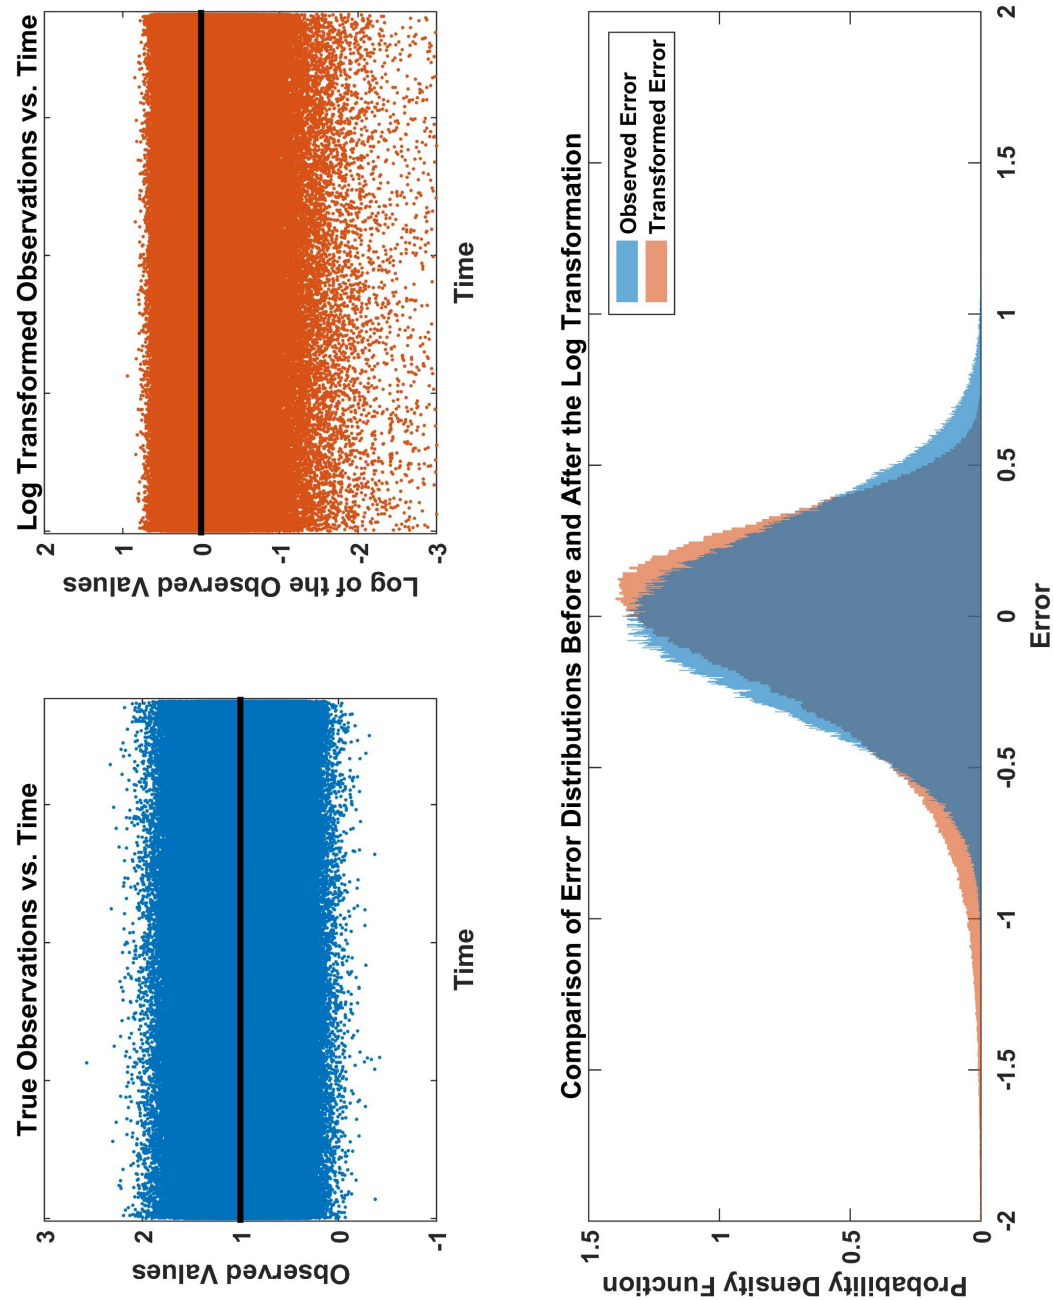 True Observations vs. Time
3
2
1
0
-1
Observed Values
Time
Log Transformed Observations vs. Time
2
1
0
-1
-2
-3
Log of the Observed Values
Time
Comparison of Error Distributions Before and After the Log Transformation
1.5
1
0.5
0
Probability Density Function
Observed Error
Transformed Error
-2
-1.5
-1
-0.5
0
0.5
1
1.5
2
Error